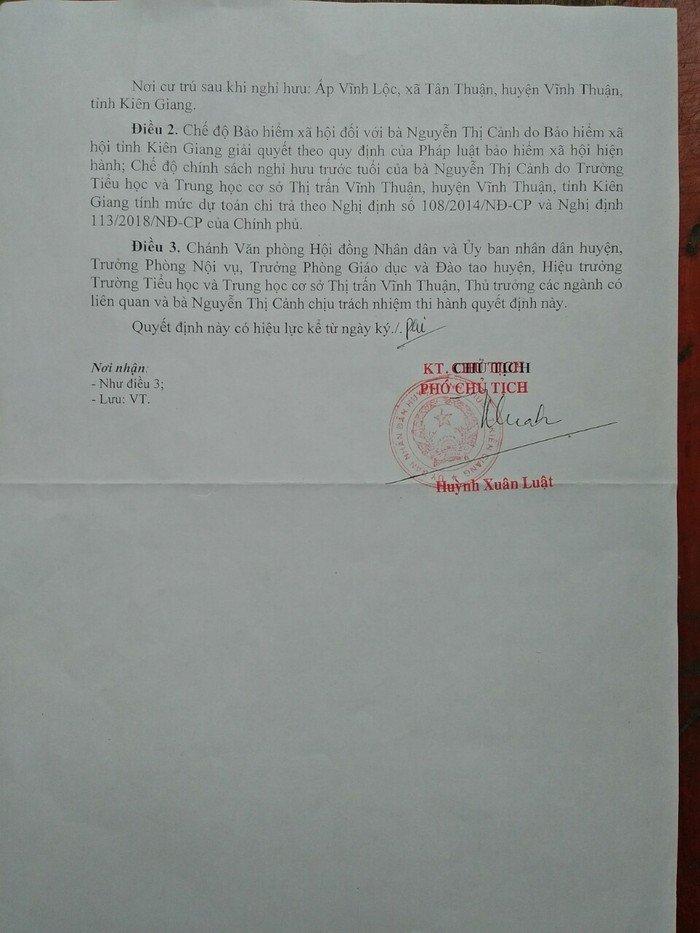 Nơi cư trú sau khi nghỉ hưu: Ấp Vĩnh Lộc, xã Tân Thuận, huyện Vĩnh Thuận,
tỉnh Kiên Giang.
Điều 2. Chế độ Bảo hiểm xã hội đối với bà Nguyễn Thị Cảnh do Bảo hiểm xã
hội tỉnh Kiên Giang giải quyết theo quy định của Pháp luật bảo hiểm xã hội hiện
hành; Chế độ chính sách nghỉ hưu trước tuổi của bà Nguyễn Thị Cảnh do Trường
Tiểu học và Trung học cơ sở Thị trấn Vĩnh Thuận, huyện Vĩnh Thuận, tỉnh Kiên
Giang tính mức dự toán chi trả theo Nghị định số 108/2014/NĐ-CP và Nghị định
113/2018/NĐ-CP của Chính phủ.
Điều 3. Chánh Văn phòng Hội đồng Nhân dân và Ủy ban nhân dân huyện,
Trưởng Phòng Nội vụ, Trưởng Phòng Giáo dục và Đào tao huyện, Hiệu trưởng
Trường Tiểu học và Trung học cơ sở Thị trấn Vĩnh Thuận, Thủ trưởng các ngành có
liên quan và bà Nguyễn Thị Cảnh chịu trách nhiệm thi hành quyết định này.
Quyết định này có hiệu lực kể từ ngày ký./.
Nơi nhận:
- Như điều 3;
- Lưu: VT.
KT. CHỦ TỊCH
PHÓ CHỦ TỊCH
Huỳnh Xuân Luật